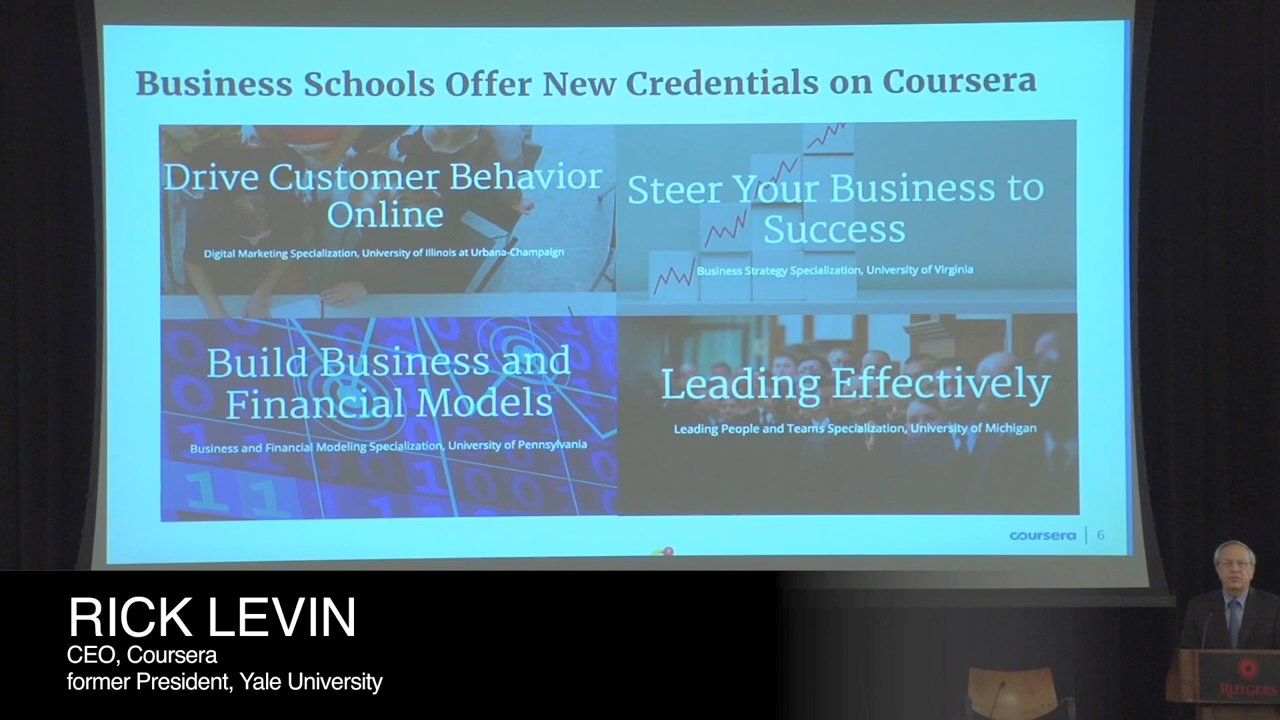 Business Schools Offer New Credentials on Coursera
Drive Customer Behavior
Online
Digital Marketing Specialization, University of Illinois at Urbana-Champaign
Steer Your Business to
Success
Business Strategy Specialization, University of Virginia
Build Business and
Financial Models
Business and Financial Modeling Specialization, University of Pennsylvania
Leading Effectively
Leading People and Teams Specialization, University of Michigan
coursera | 6
RICK LEVIN
CEO, Coursera
former President, Yale University
RUTGERS